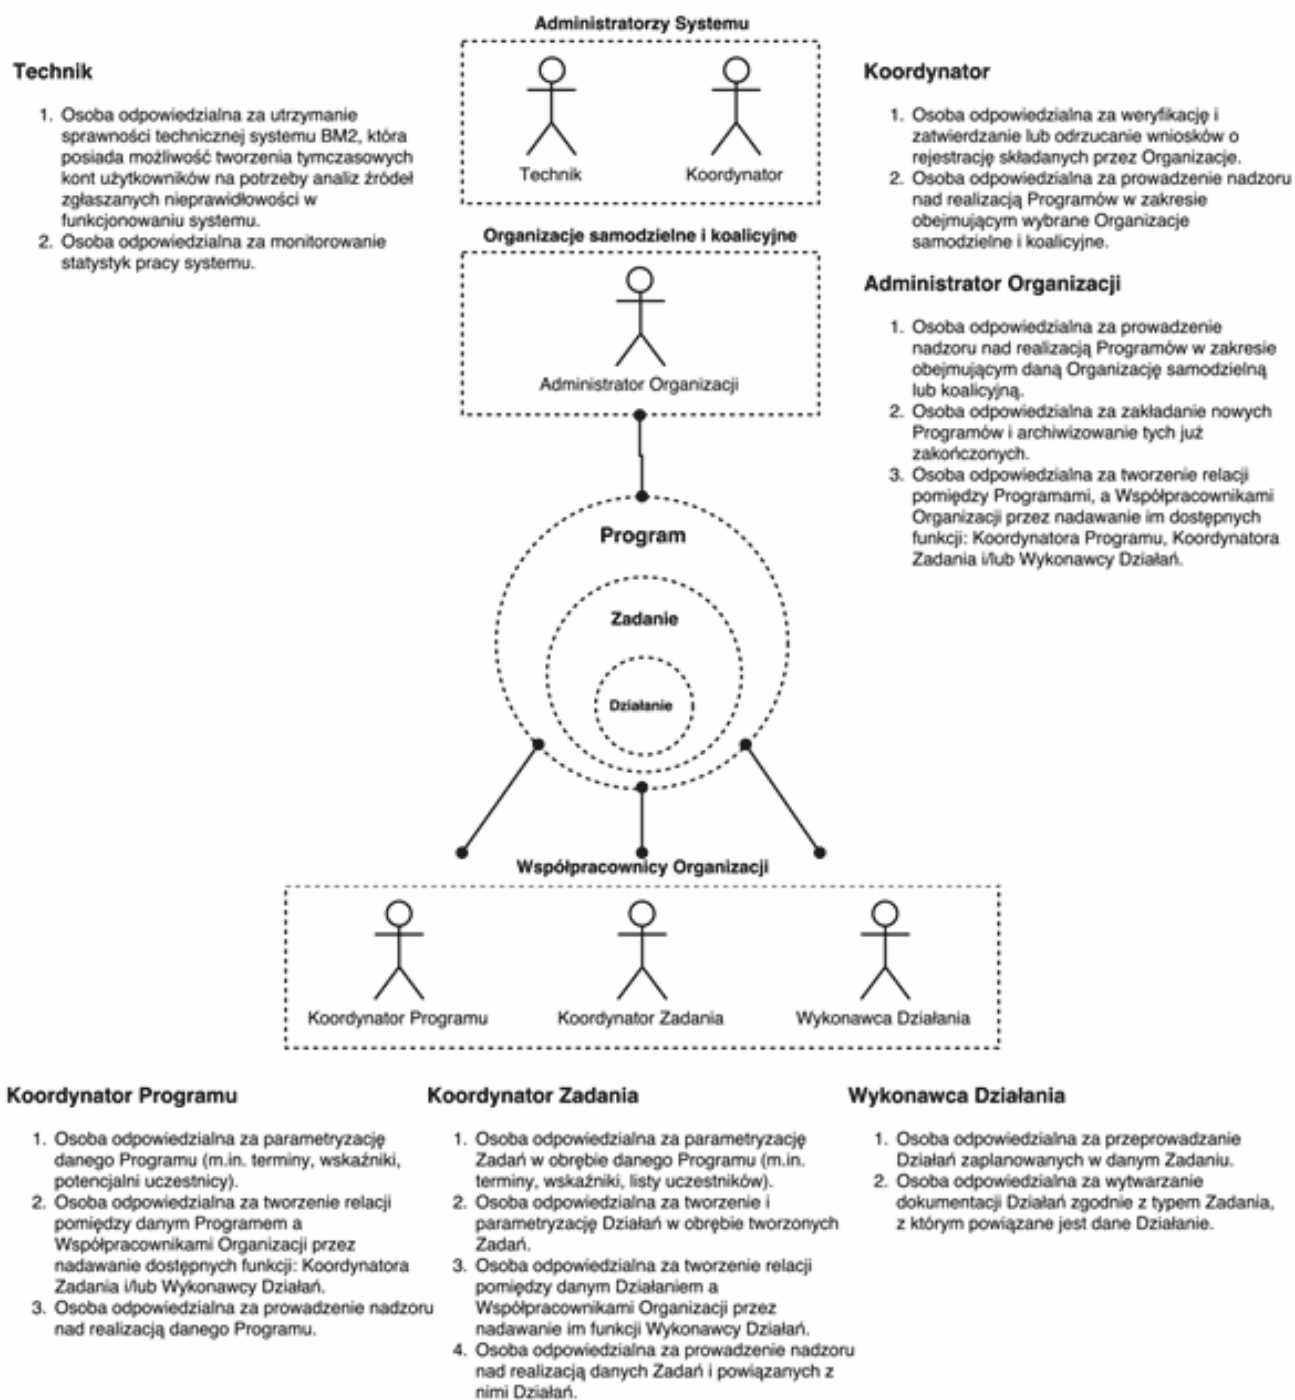 Administratorzy Systemu
Technik
Koordynator
Technik
1. Osoba odpowiedzialna za utrzymanie
sprawności technicznej systemu BM2, która
posiada możliwość tworzenia tymczasowych
kont użytkowników na potrzeby analiz źródeł
zgłaszanych nieprawidłowości w
funkcjonowaniu systemu.
2. Osoba odpowiedzialna za monitorowanie
statystyk pracy systemu.
Koordynator
1. Osoba odpowiedzialna za weryfikację i
zatwierdzanie lub odrzucanie wniosków o
rejestrację składanych przez Organizacje.
2. Osoba odpowiedzialna za prowadzenie nadzoru
nad realizacją Programów w zakresie
obejmującym wybrane Organizacje
samodzielne i koalicyjne.
Organizacje samodzielne i koalicyjne
Administrator Organizacji
Administrator Organizacji
1. Osoba odpowiedzialna za prowadzenie
nadzoru nad realizacją Programów w zakresie
obejmującym daną Organizację samodzielną
lub koalicyjną.
2. Osoba odpowiedzialna za zakładanie nowych
Programów i archiwizowanie tych już
zakończonych.
3. Osoba odpowiedzialna za tworzenie relacji
pomiędzy Programami, a Współpracownikami
Organizacji przez nadawanie im dostępnych
funkcji: Koordynatora Programu, Koordynatora
Zadania i/lub Wykonawcy Działań.
Program
Zadanie
Działanie
Współpracownicy Organizacji
Koordynator Programu
Koordynator Zadania
Wykonawca Działania
Koordynator Programu
1. Osoba odpowiedzialna za parametryzację
danego Programu (m.in. terminy, wskaźniki,
potencjalni uczestnicy).
2. Osoba odpowiedzialna za tworzenie relacji
pomiędzy danym Programem a
Współpracownikami Organizacji przez
nadawanie dostępnych funkcji: Koordynatora
Zadania i/lub Wykonawcy Działań.
3. Osoba odpowiedzialna za prowadzenie nadzoru
nad realizacją danego Programu.
Koordynator Zadania
1. Osoba odpowiedzialna za parametryzację
Zadań w obrębie danego Programu (m.in.
terminy, wskaźniki, listy uczestników).
2. Osoba odpowiedzialna za tworzenie i
parametryzację Działań w obrębie tworzonych
Zadań.
3. Osoba odpowiedzialna za tworzenie relacji
pomiędzy danym Działaniem a
Współpracownikami Organizacji przez
nadawanie im funkcji Wykonawcy Działań.
4. Osoba odpowiedzialna za prowadzenie nadzoru
nad realizacją danych Zadań i powiązanych z
nimi Działań.
Wykonawca Działania
1. Osoba odpowiedzialna za przeprowadzanie
Działań zaplanowanych w danym Zadaniu.
2. Osoba odpowiedzialna za wytwarzanie
dokumentacji Działań zgodnie z typem Zadania,
z którym powiązane jest dane Działanie.